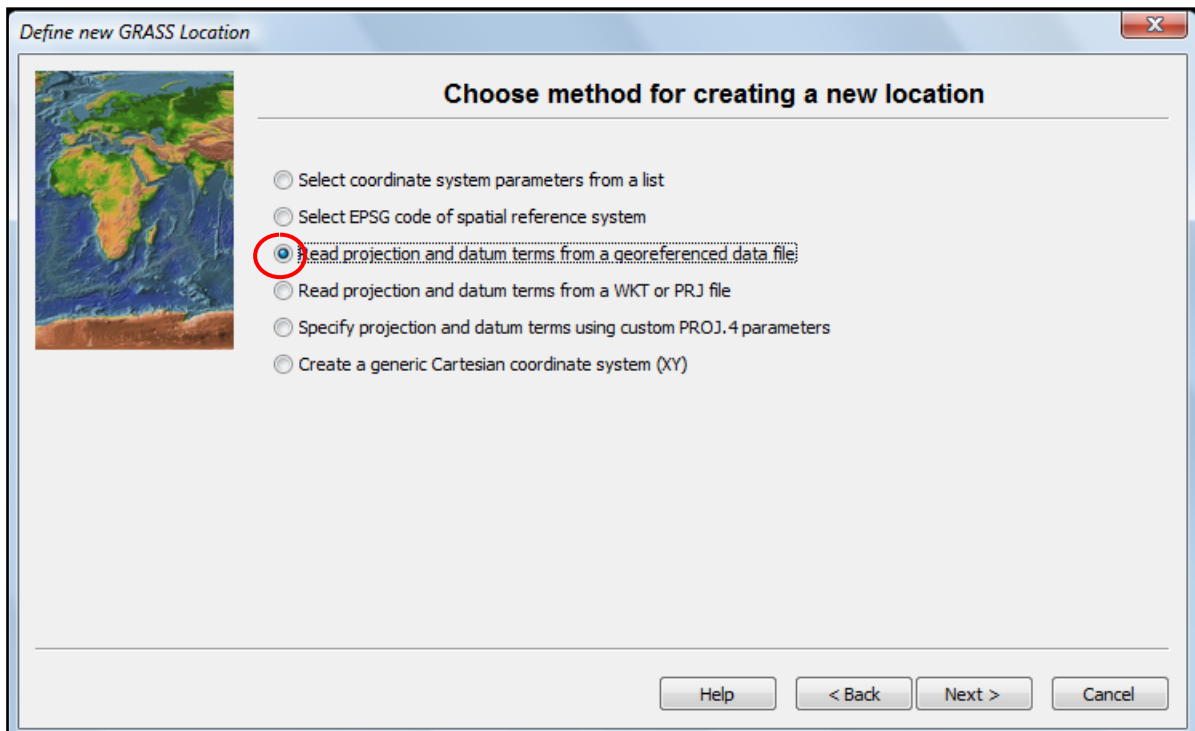 Define new GRASS Location
Choose method for creating a new location
Select coordinate system parameters from a list
Select EPSG code of spatial reference system
Read projection and datum terms from a georeferenced data file
Read projection and datum terms from a WKT or PRJ file
Specify projection and datum terms using custom PROJ.4 parameters
Create a generic Cartesian coordinate system (XY)
Help
< Back
Next >
Cancel